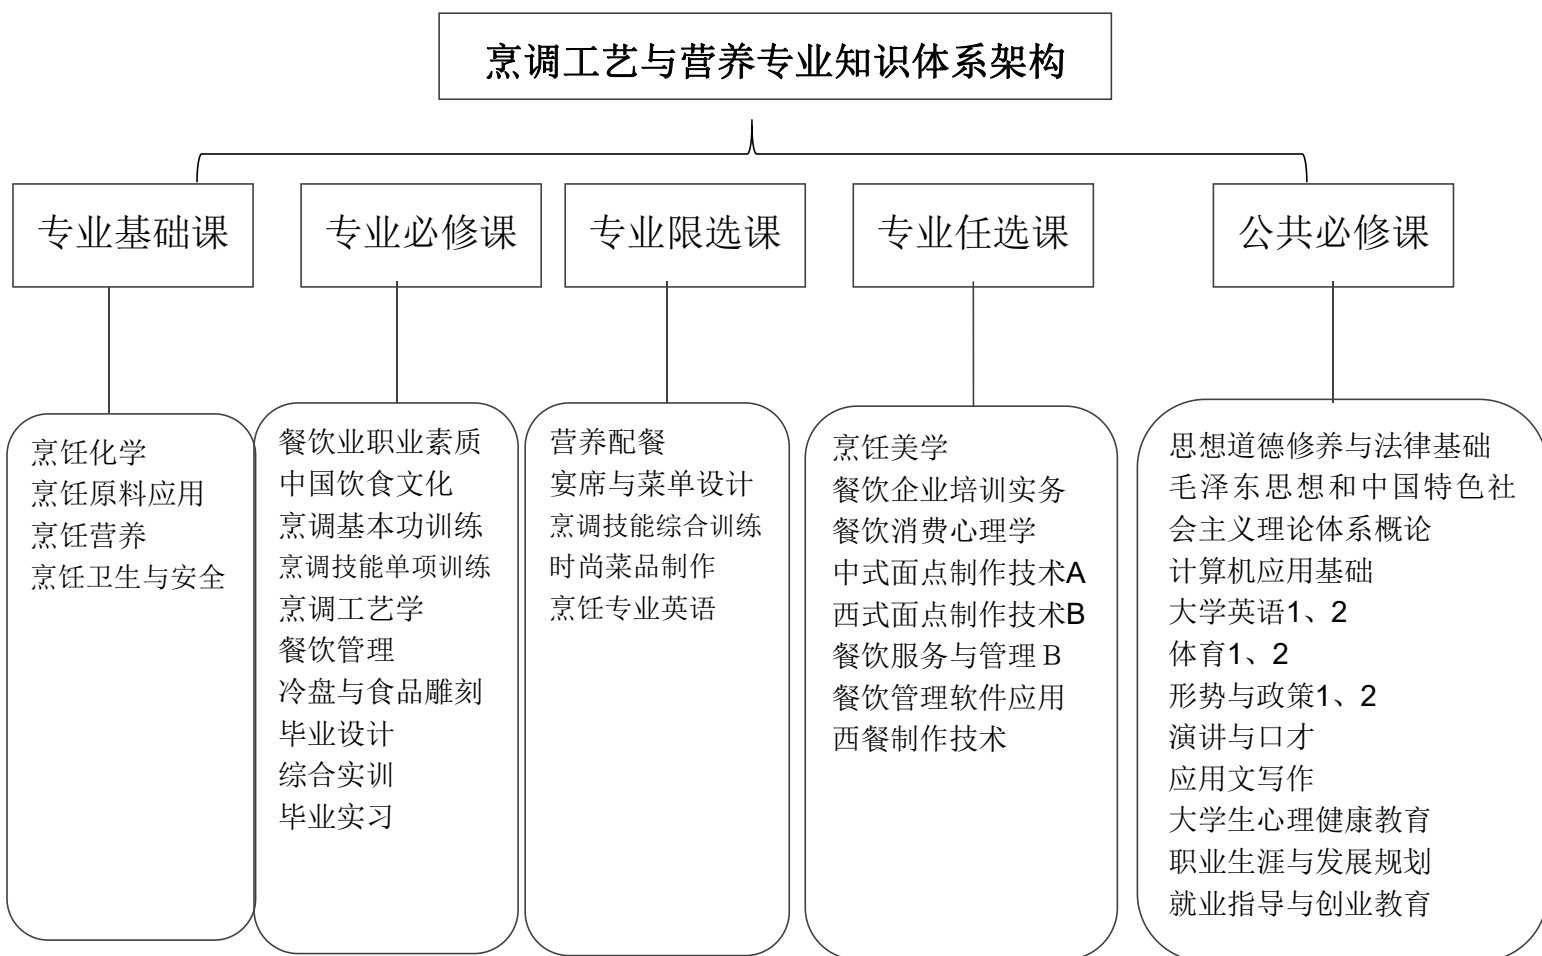 烹调工艺与营养专业知识体系架构
专业基础课
专业必修课
专业限选课
专业任选课
公共必修课
烹饪化学
烹饪原料应用
烹饪营养
烹饪卫生与安全
餐饮业职业素质
中国饮食文化
烹调基本功训练
烹调技能单项训练
烹调工艺学
餐饮管理
冷盘与食品雕刻
毕业设计
综合实训
毕业实习
营养配餐
宴席与菜单设计
烹调技能综合训练
时尚菜品制作
烹饪专业英语
烹饪美学
餐饮企业培训实务
餐饮消费心理学
中式面点制作技术A
西式面点制作技术B
餐饮服务与管理B
餐饮管理软件应用
西餐制作技术
思想道德修养与法律基础
毛泽东思想和中国特色社
会主义理论体系概论
计算机应用基础
大学英语1、2
体育1、2
形势与政策1、2
演讲与口才
应用文写作
大学生心理健康教育
职业生涯与发展规划
就业指导与创业教育